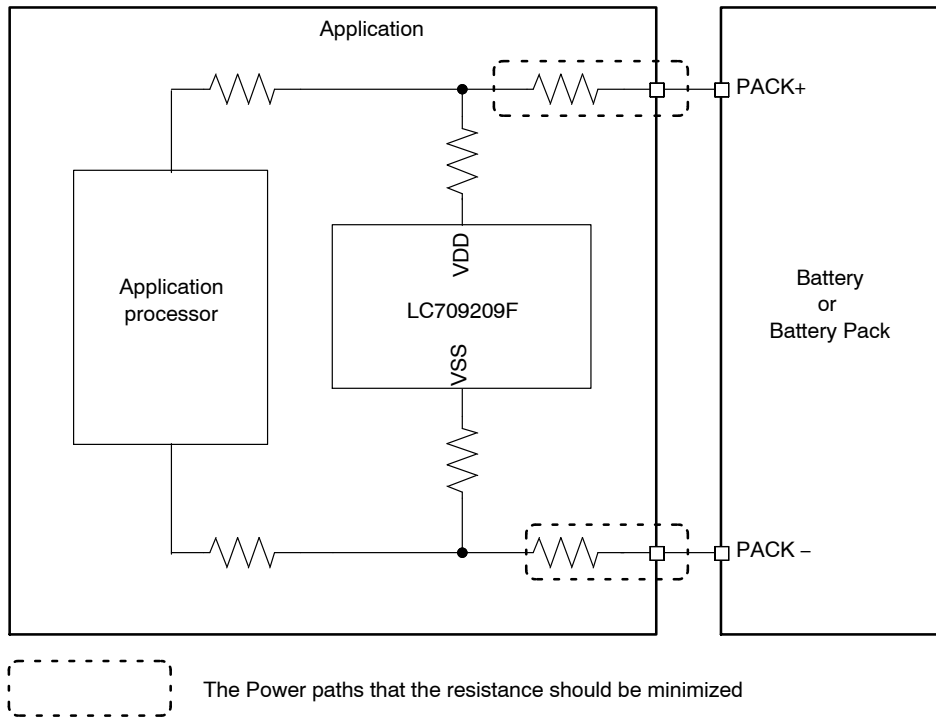 Application
PACK+
VDD
Application
processor
LC709209F
Battery
or
Battery Pack
VSS
PACK –
The Power paths that the resistance should be minimized